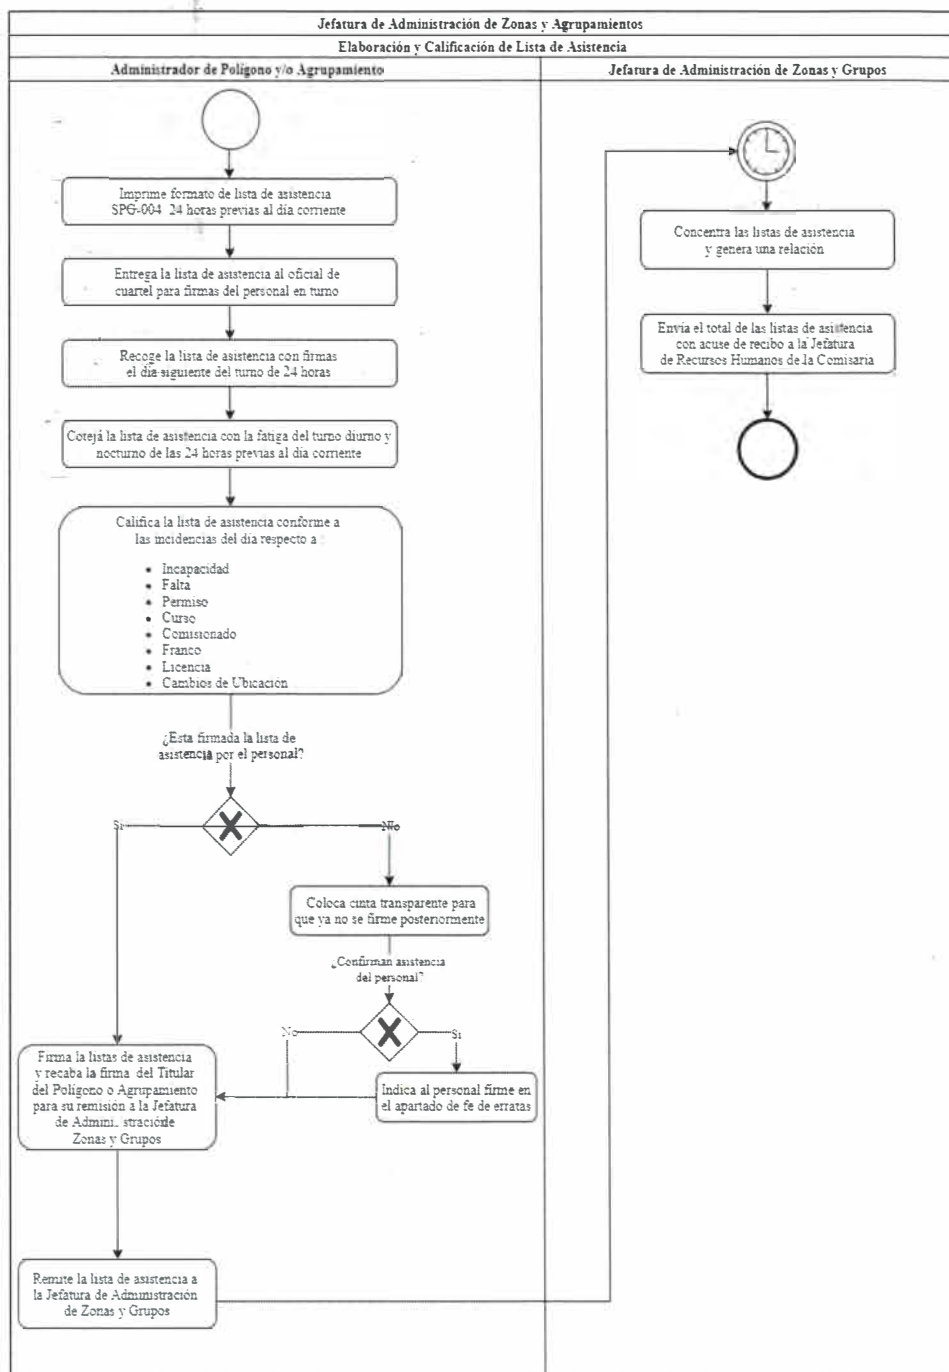 Jefatura de Administración de Zonas y Agrupamientos
Elaboración y Calificación de Lista de Asistencia
Administrador de Polígono y/o Agrupamiento
Jefatura de Administración de Zonas y Grupos
Imprime formato de lista de asistencia
SPG-004 24 horas previas al día corriente
Entrega la lista de asistencia al oficial de
cuartel para firmas del personal en turno
Recoge la lista de asistencia con firmas
el día siguiente del turno de 24 horas
Cotejá la lista de asistencia con la fatiga del turno diurno y
nocturno de las 24 horas previas al día corriente
Califica la lista de asistencia conforme a
las incidencias del día respecto a
• Incapacidad
• Falta
• Permiso
• Curso
• Comisionado
• Franco
• Licencia
• Cambios de Ubicación
¿Esta firmada la lista de
asistencia por el personal?
Si
No
Coloca cinta transparente para
que ya no se firme posteriormente
¿Confirman asistencia
del personal?
No
Si
Indica al personal firme en
el apartado de fe de erratas
Firma la listas de asistencia
y recaba la firma del Titular
del Polígono o Agrupamiento
para su remisión a la Jefatura
de Admini. stración de
Zonas y Grupos
Remite la lista de asistencia a
la Jefatura de Administración
de Zonas y Grupos
Concentra las listas de asistencia
y genera una relación
Envía el total de las listas de asistencia
con acuse de recibo a la Jefatura
de Recursos Humanos de la Comisaría